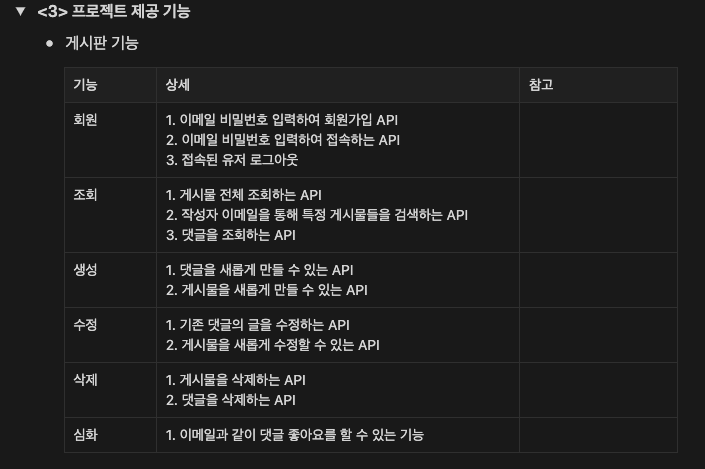 <3> 프로젝트 제공 기능
게시판 기능
기능 상세 참고
회원
1. 이메일 비밀번호 입력하여 회원가입 API
2. 이메일 비밀번호 입력하여 접속하는 API
3. 접속된 유저 로그아웃
조회
1. 게시물 전체 조회하는 API
2. 작성자 이메일을 통해 특정 게시물들을 검색하는 API
3. 댓글을 조회하는 API
생성
1. 댓글을 새롭게 만들 수 있는 API
2. 게시물을 새롭게 만들 수 있는 API
수정
1. 기존 댓글의 글을 수정하는 API
2. 게시물을 새롭게 수정할 수 있는 API
삭제
1. 게시물을 삭제하는 API
2. 댓글을 삭제하는 API
심화
1. 이메일과 같이 댓글 좋아요를 할 수 있는 기능